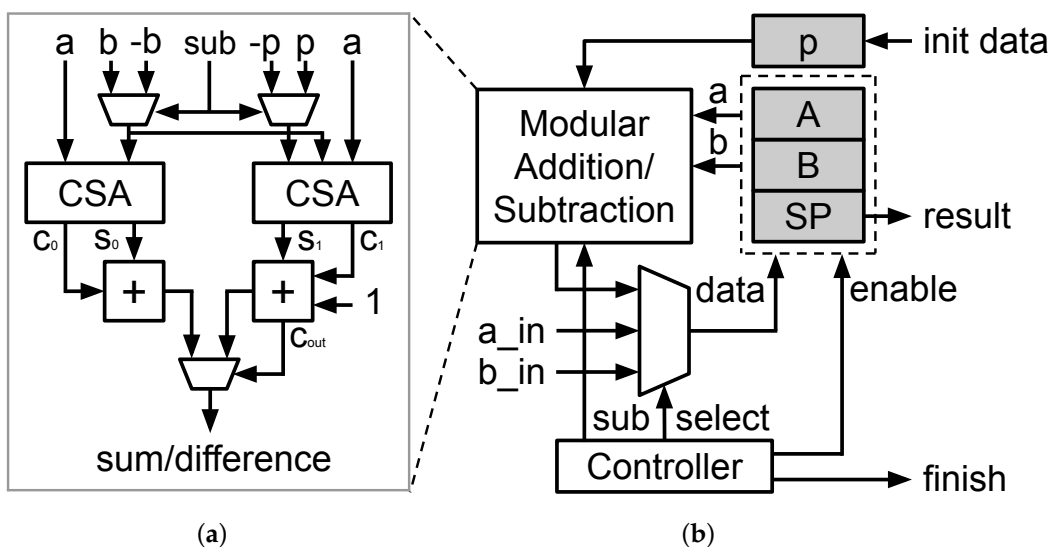 a b -b sub -p p a
CSA CSA
c₀ s₀ s₁ c₁
+ +
1
cout
sum/difference
(a)
p init data
Modular
Addition/
Subtraction
a
b
A
B
SP result
data enable
a_in
b_in
sub select
Controller
finish
(b)